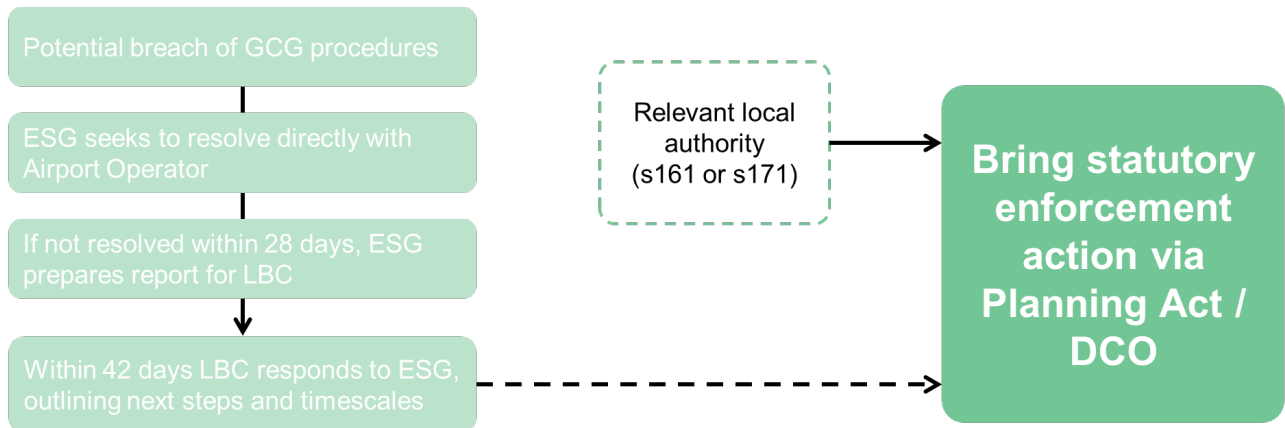 Potential breach of GCG procedures
ESG seeks to resolve directly with
Airport Operator
If not resolved within 28 days, ESG
prepares report for LBC
Within 42 days LBC responds to ESG,
outlining next steps and timescales
Relevant local
authority
(s161 or s171)
Bring statutory
enforcement
action via
Planning Act /
DCO